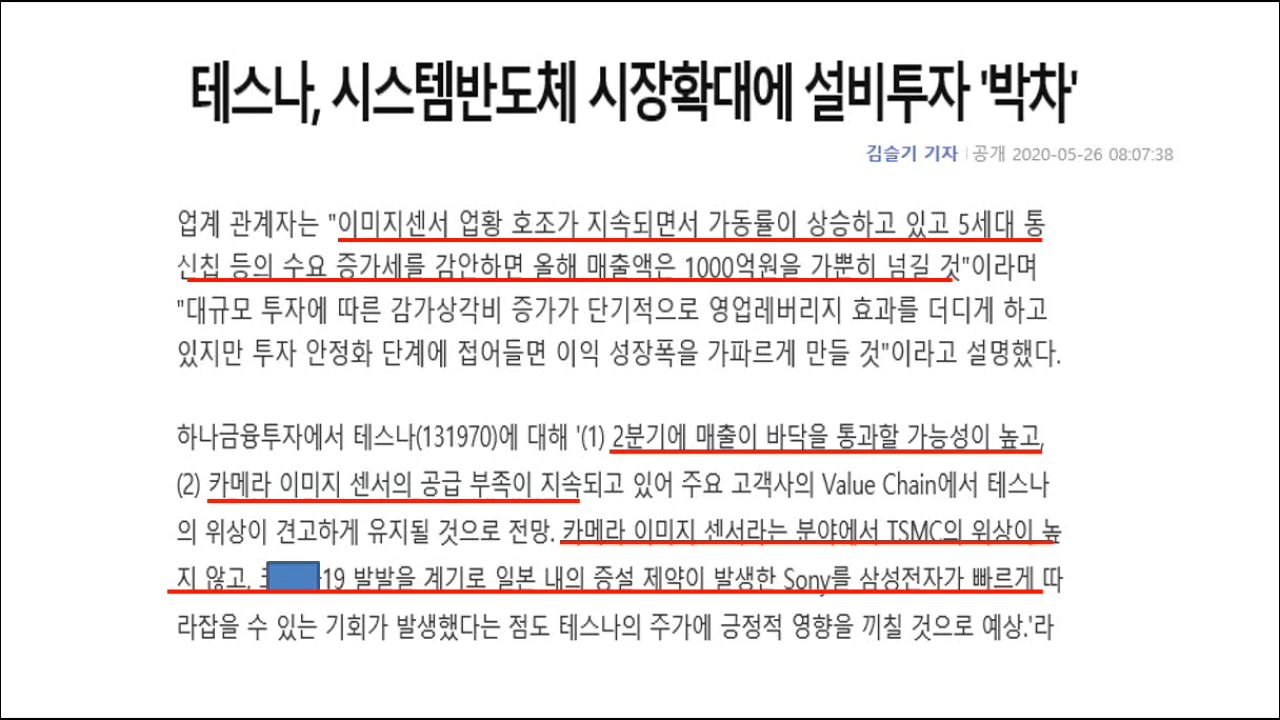 테스나, 시스템반도체 시장확대에 설비투자 '박차'
김슬기 기자 | 공개 2020-05-26 08:07:38
업계 관계자는 "이미지센서 업황 호조가 지속되면서 가동률이 상승하고 있고 5세대 통
신칩 등의 수요 증가세를 감안하면 올해 매출액은 1000억원을 가뿐히 넘길 것"이라며
"대규모 투자에 따른 감가상각비 증가가 단기적으로 영업레버리지 효과를 더디게 하고
있지만 투자 안정화 단계에 접어들면 이익 성장폭을 가파르게 만들 것"이라고 설명했다.
하나금융투자에서 테스나(131970)에 대해 '(1) 2분기에 매출이 바닥을 통과할 가능성이 높고,
(2) 카메라 이미지 센서의 공급 부족이 지속되고 있어 주요 고객사의 Value Chain에서 테스나
의 위상이 견고하게 유지될 것으로 전망. 카메라 이미지 센서라는 분야에서 TSMC의 위상이 높
지 않고, 19 발발을 계기로 일본 내의 증설 제약이 발생한 Sony를 삼성전자가 빠르게 따
라잡을 수 있는 기회가 발생했다는 점도 테스나의 주가에 긍정적 영향을 끼칠 것으로 예상.'라